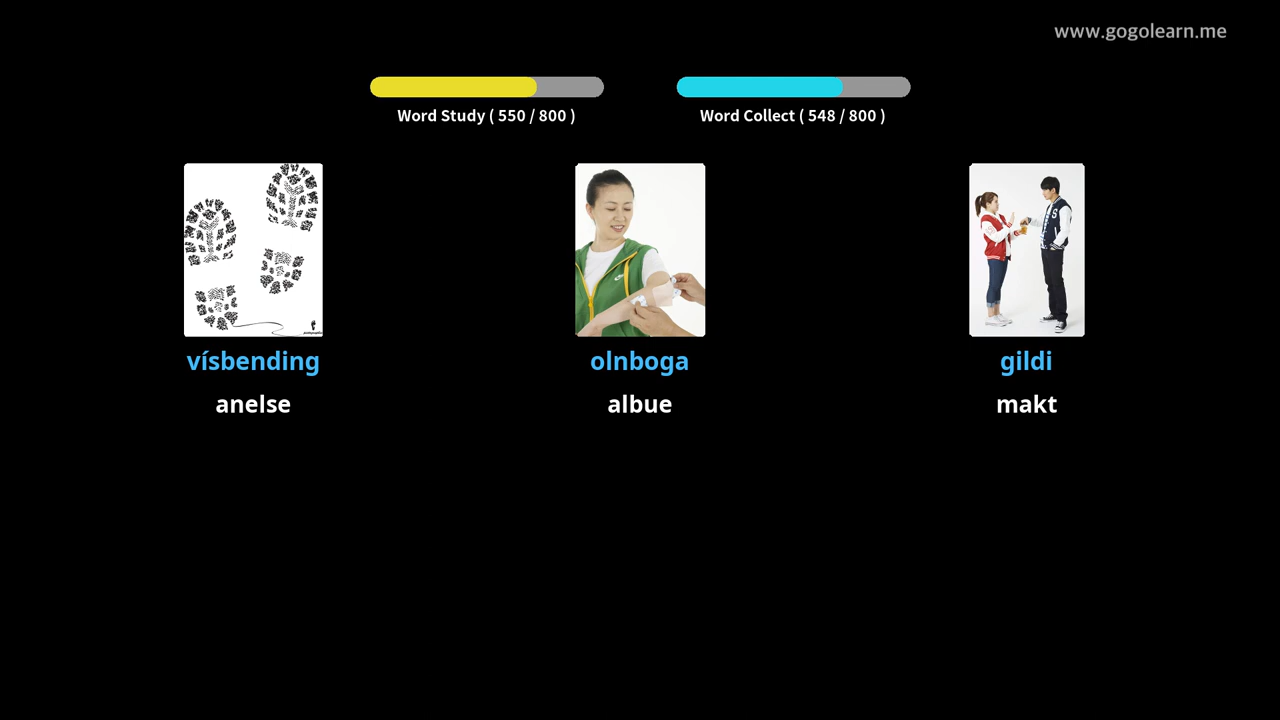 www.gogolearn.me
Word Study ( 550 / 800 )
Word Collect ( 548 / 800 )
vísbending
olnboga
gildi
anelse
albue
makt